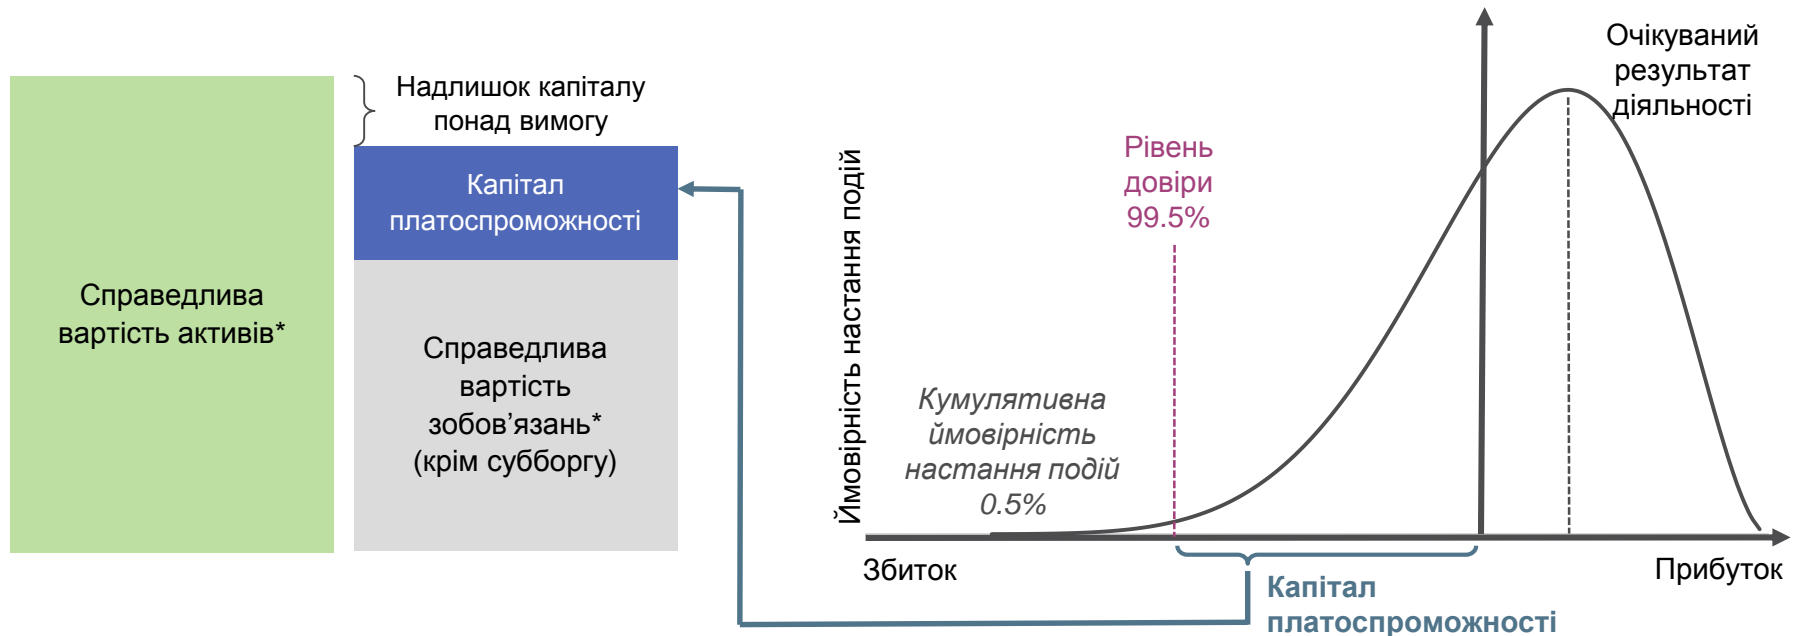 Справедлива
вартість активів*
Надлишок капіталу
понад вимогу
Капітал
платоспроможності
Справедлива
вартість
зобов’язань*
(крім суббoргу)
Ймовірність настання подій
Кумулятивна
ймовірність
настання подій
0.5%
Рівень
довіри
99.5%
Очікуваний
результат
діяльності
Збиток
Прибуток
Капітал
платоспроможності